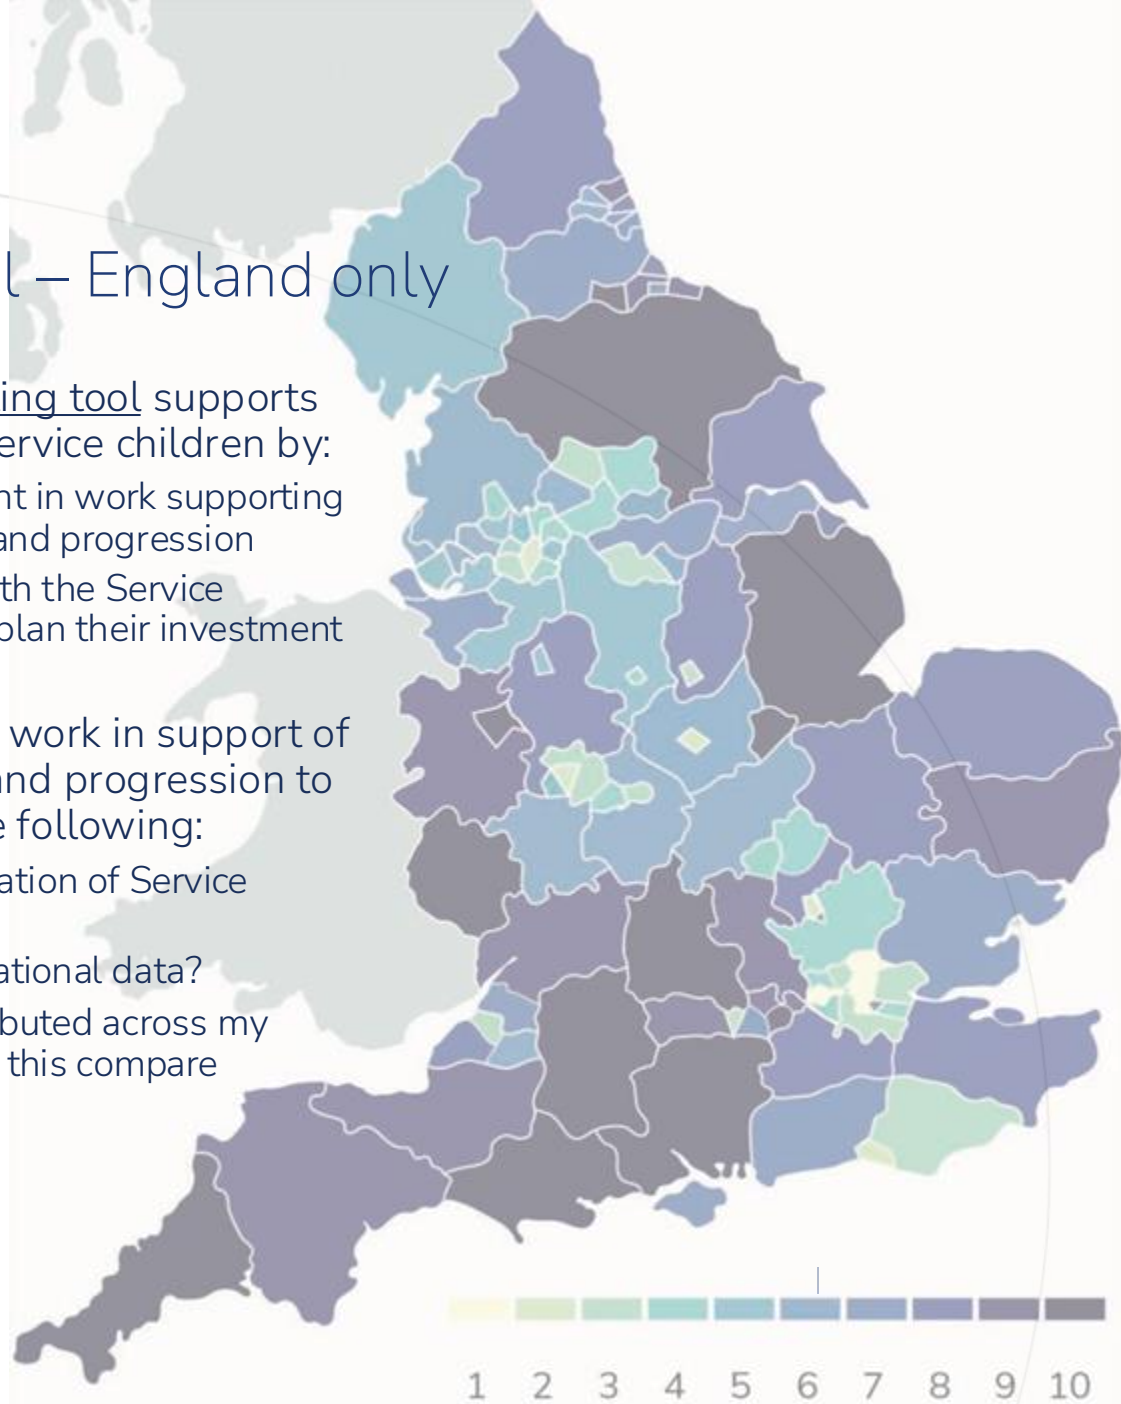 l – England only
ing tool supports
ervice children by:
nt in work supporting
and progression
th the Service
plan their investment
work in support of
and progression to
e following:
ation of Service
ational data?
buted across my
this compare
1 2 3 4 5 6 7 8 9 10